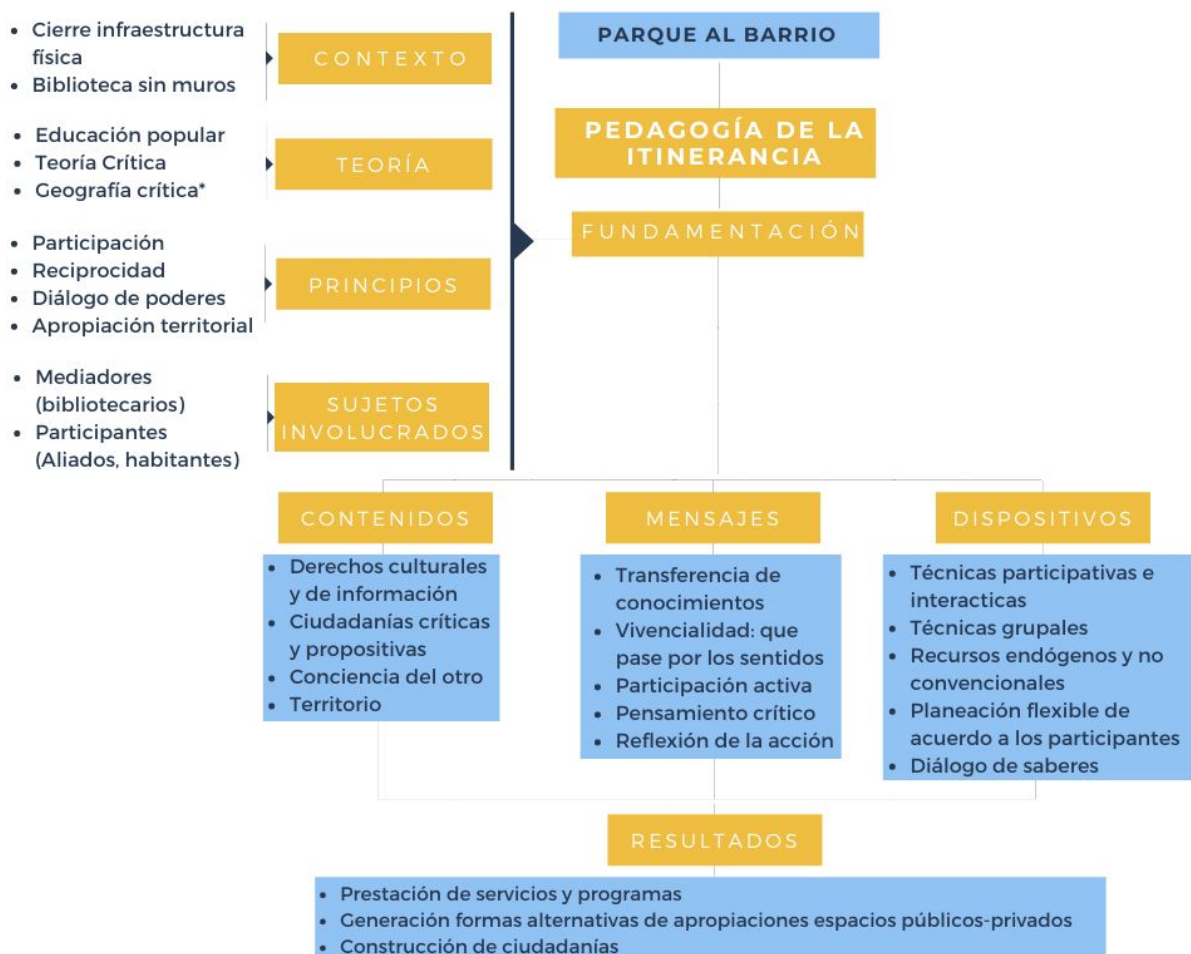 PARQUE AL BARRIO
PEDAGOGÍA DE LA
ITINERANCIA
FUNDAMENTACIÓN
CONTEXTO
• Cierre infraestructura
física
• Biblioteca sin muros
TEORÍA
• Educación popular
• Teoría Crítica
• Geografía crítica*
PRINCIPIOS
• Participación
• Reciprocidad
• Diálogo de poderes
• Apropiación territorial
SUJETOS
INVOLUCRADOS
• Mediadores
(bibliotecarios)
• Participantes
(Aliados, habitantes)
CONTENIDOS
• Derechos culturales
y de información
• Ciudadanías críticas
y propositivas
• Conciencia del otro
• Territorio
MENSAJES
• Transferencia de
conocimientos
• Vivencialidad: que
pase por los sentidos
• Participación activa
• Pensamiento crítico
• Reflexión de la acción
DISPOSITIVOS
• Técnicas participativas e
interacticas
• Técnicas grupales
• Recursos endógenos y no
convencionales
• Planeación flexible de
acuerdo a los participantes
• Diálogo de saberes
RESULTADOS
• Prestación de servicios y programas
• Generación formas alternativas de apropiaciones espacios públicos-privados
• Construcción de ciudadanías